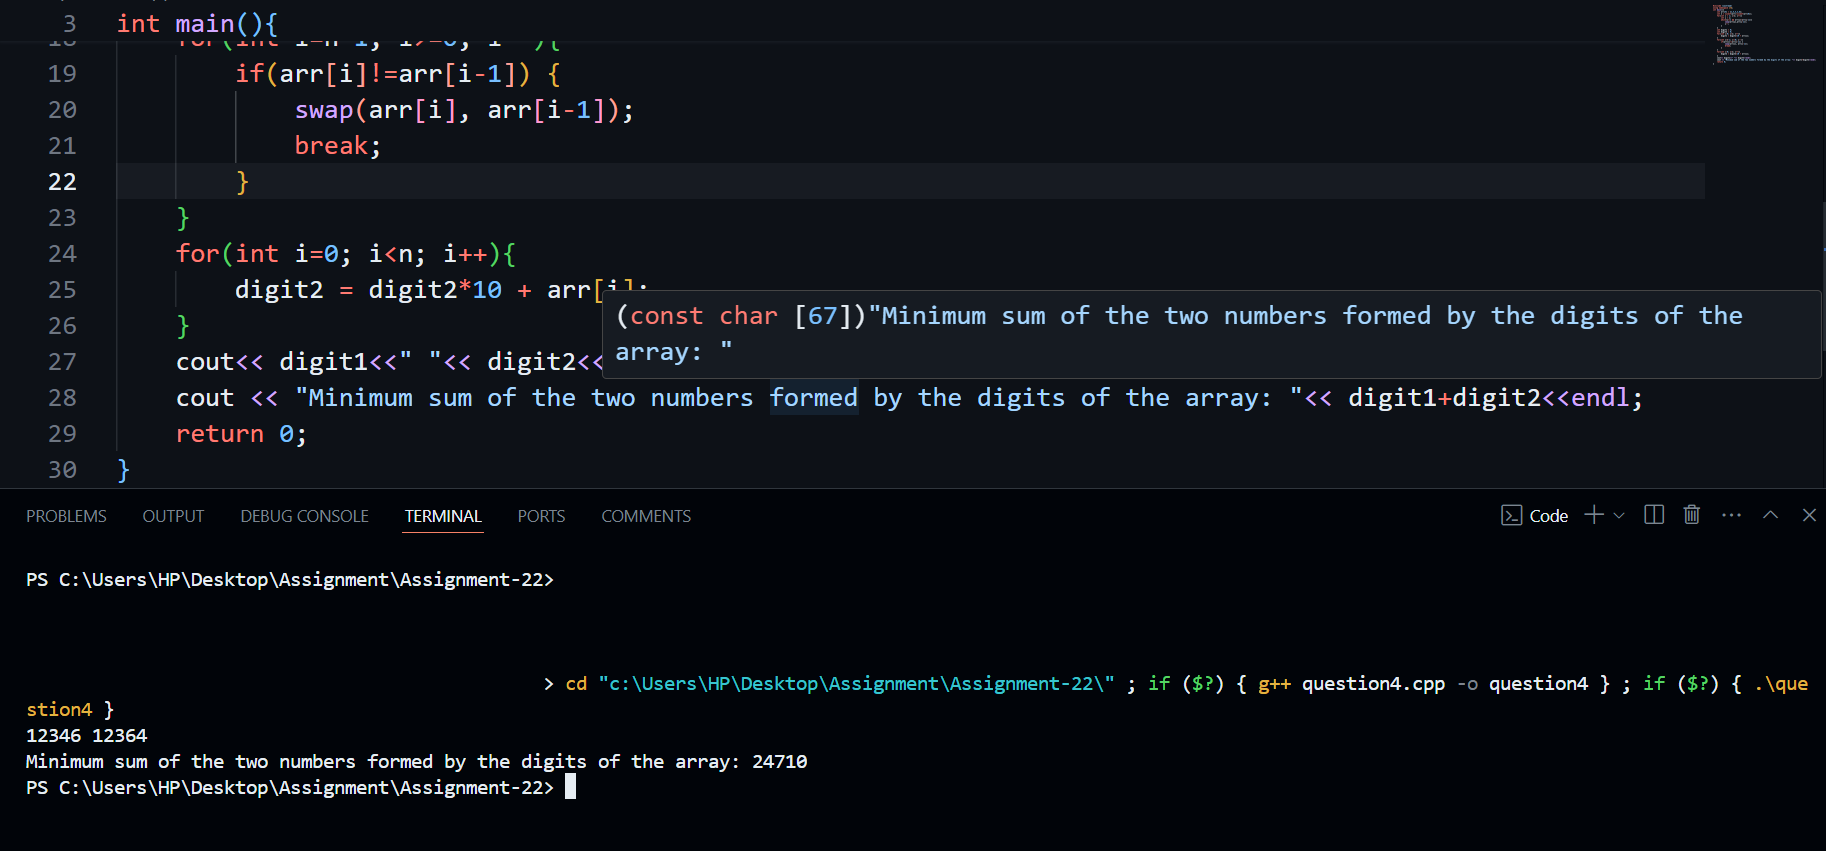 3 int main(){
19 if(arr[i]!=arr[i-1]) {
20 swap(arr[i], arr[i-1]);
21 break;
22 }
23 }
24 for(int i=0; i<n; i++){
25 digit2 = digit2*10 + arr[i];
(const char [67])"Minimum sum of the two numbers formed by the digits of the
array: "
26 }
27 cout<< digit1<<" "<< digit2<<
28 cout << "Minimum sum of the two numbers formed by the digits of the array: "<< digit1+digit2<<endl;
29 return 0;
30 }
PROBLEMS OUTPUT DEBUG CONSOLE TERMINAL PORTS COMMENTS Code
PS C:\Users\HP\Desktop\Assignment\Assignment-22>
> cd "c:\Users\HP\Desktop\Assignment\Assignment-22\" ; if ($?) { g++ question4.cpp -o question4 } ; if ($?) { .\que
stion4 }
12346 12364
Minimum sum of the two numbers formed by the digits of the array: 24710
PS C:\Users\HP\Desktop\Assignment\Assignment-22>